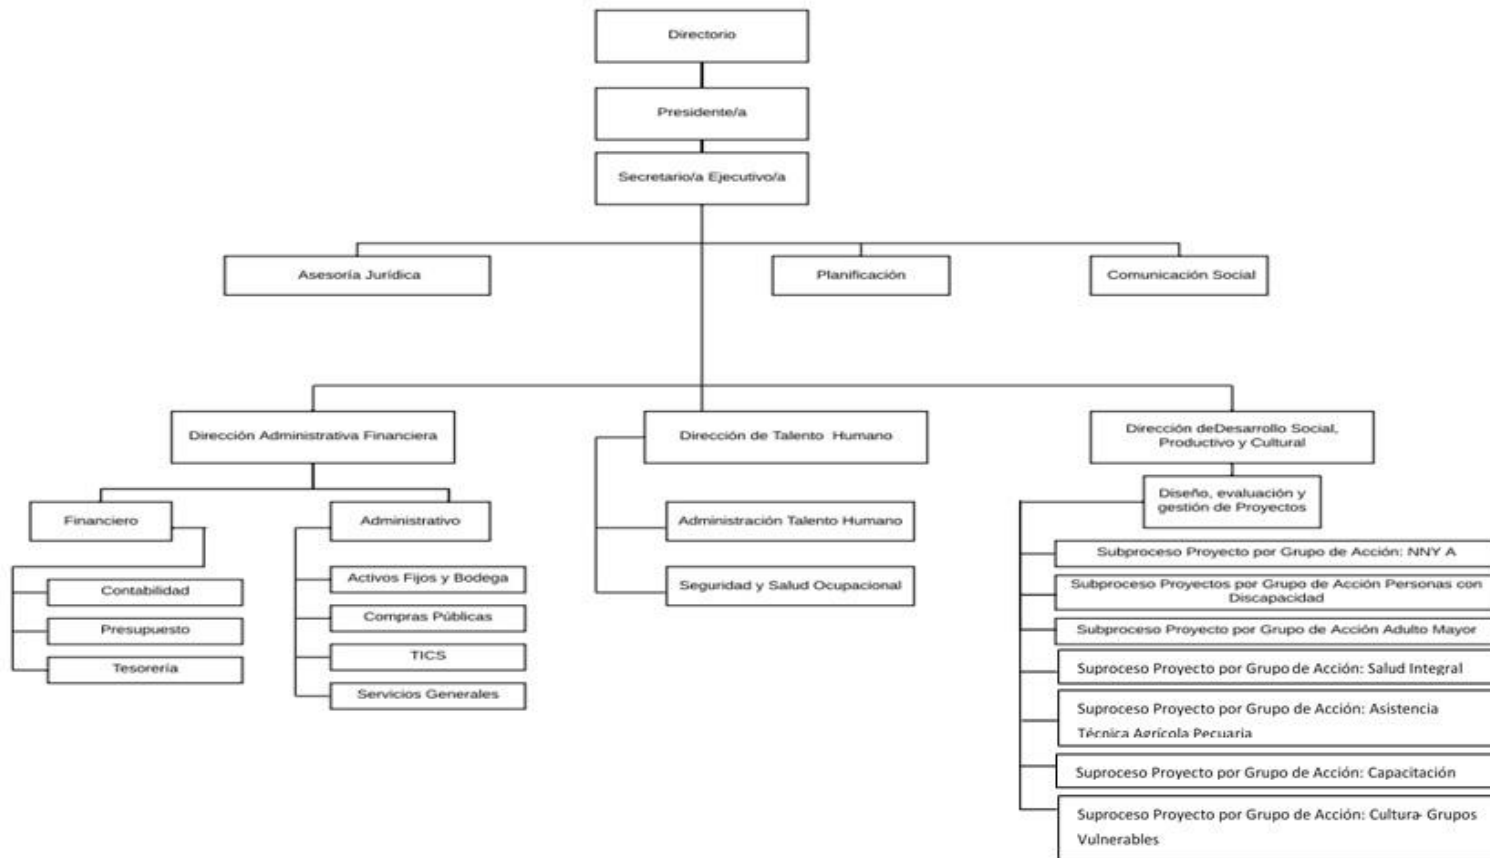 Directorio
Presidente/a
Secretario/a Ejecutivo/a
Asesoría Jurídica
Planificación
Comunicación Social
Dirección Administrativa Financiera
Dirección de Talento Humano
Dirección deDesarrollo Social,
Productivo y Cultural
Financiero
Contabilidad
Presupuesto
Tesorería
Administrativo
Activos Fijos y Bodega
Compras Públicas
TICS
Servicios Generales
Administración Talento Humano
Seguridad y Salud Ocupacional
Diseño, evaluación y
gestión de Proyectos
Subproceso Proyecto por Grupo de Acción: NNY A
Subproceso Proyectos por Grupo de Acción Personas con
Discapacidad
Subproceso Proyecto por Grupo de Acción Adulto Mayor
Suproceso Proyecto por Grupo de Acción: Salud Integral
Suproceso Proyecto por Grupo de Acción: Asistencia
Técnica Agrícola Pecuaria
Suproceso Proyecto por Grupo de Acción: Capacitación
Suproceso Proyecto por Grupo de Acción: Cultura- Grupos
Vulnerables